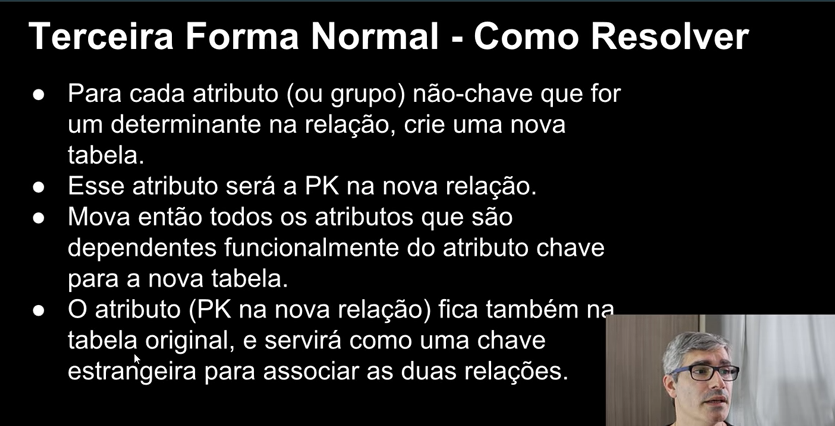 Terceira Forma Normal - Como Resolver
● Para cada atributo (ou grupo) não-chave que for
um determinante na relação, crie uma nova
tabela.
● Esse atributo será a PK na nova relação.
● Mova então todos os atributos que são
dependentes funcionalmente do atributo chave
para a nova tabela.
● O atributo (PK na nova relação) fica também na
tabela original, e servirá como uma chave
estrangeira para associar as duas relações.